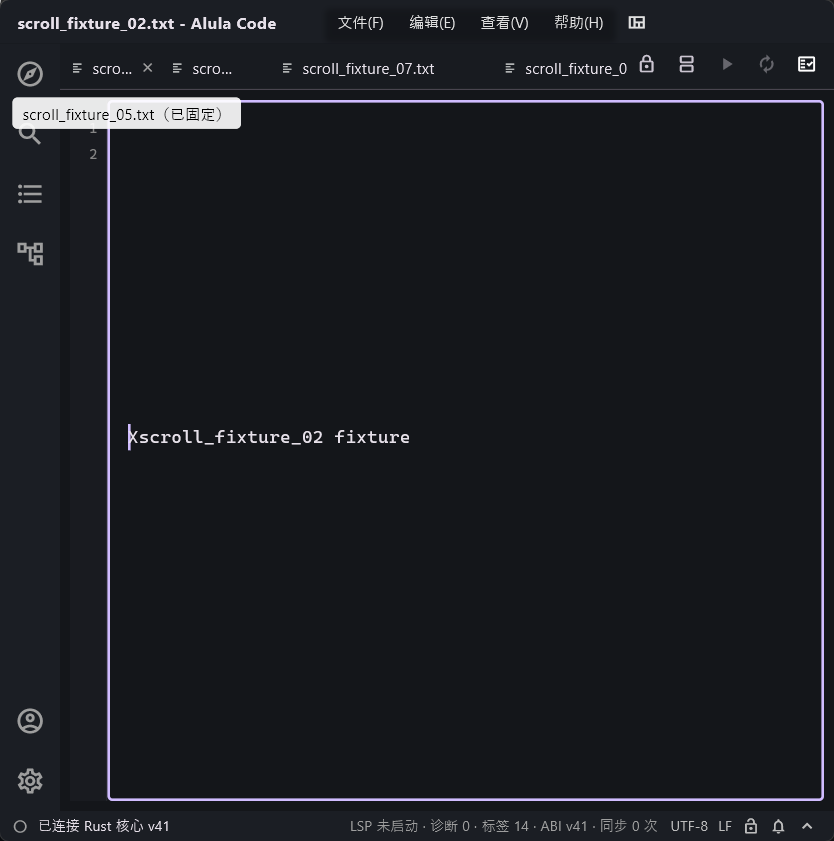 scroll_fixture_02.txt - Alula Code 文件(F) 编辑(E) 查看(V) 帮助(H)
scro... scro... scroll_fixture_07.txt scroll_fixture_0
scroll_fixture_05.txt（已固定）
1
2
Xscroll_fixture_02 fixture
已连接 Rust 核心 v41 LSP 未启动 · 诊断 0 · 标签 14 · ABI v41 · 同步 0 次 UTF-8 LF